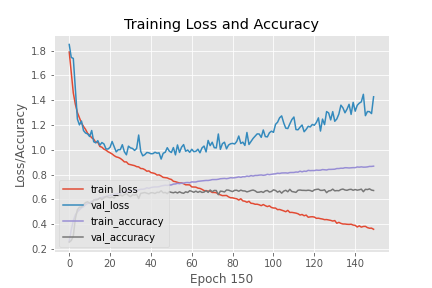 Training Loss and Accuracy
Loss/Accuracy
1.8
1.6
1.4
1.2
1.0
0.8
0.6
0.4
0.2
train_loss
val_loss
train_accuracy
val_accuracy
0 20 40 60 80 100 120 140
Epoch 150